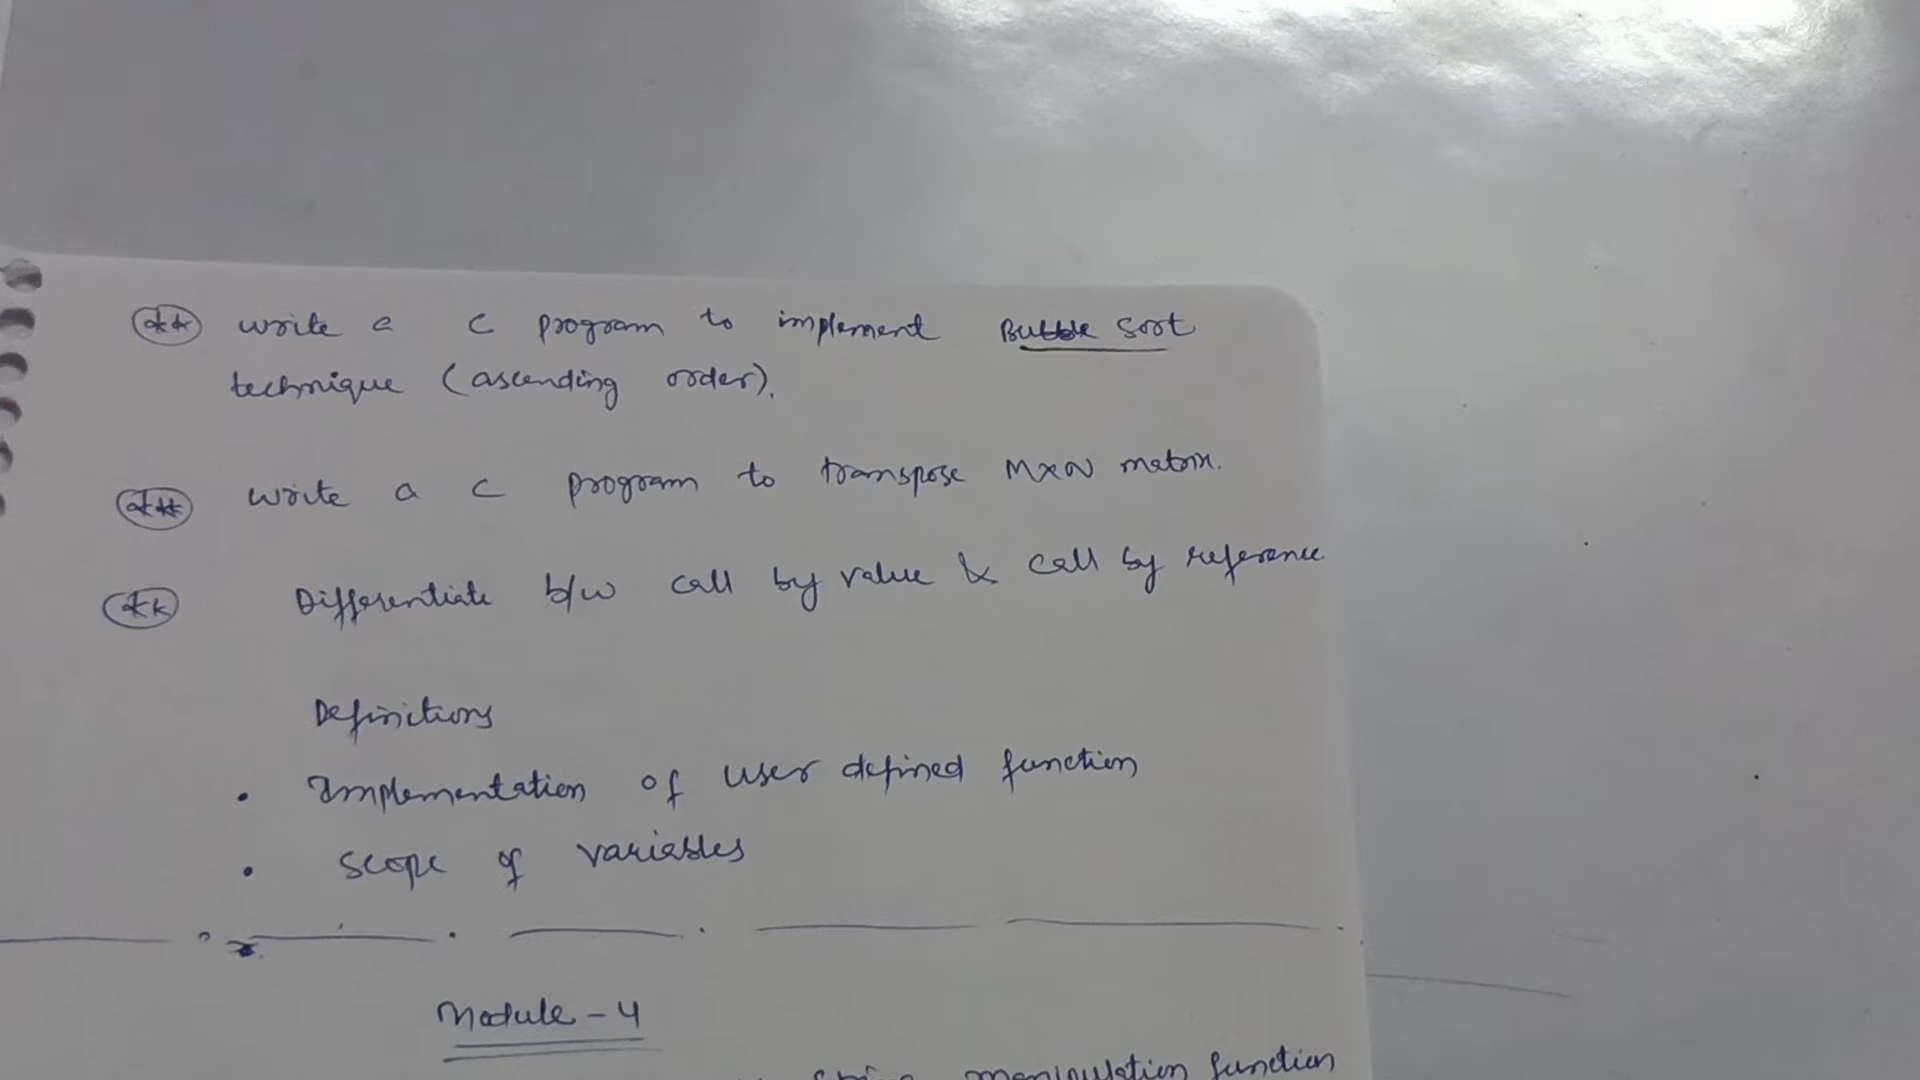 ** write a C program to implement Bubble sort
technique (ascending order).
*** write a C program to transpose MxN matrix.
** Differentiate b/w call by value & call by reference
Definitions
• Implementation of user defined function
• scope of variables
Module - 4
manipulation function